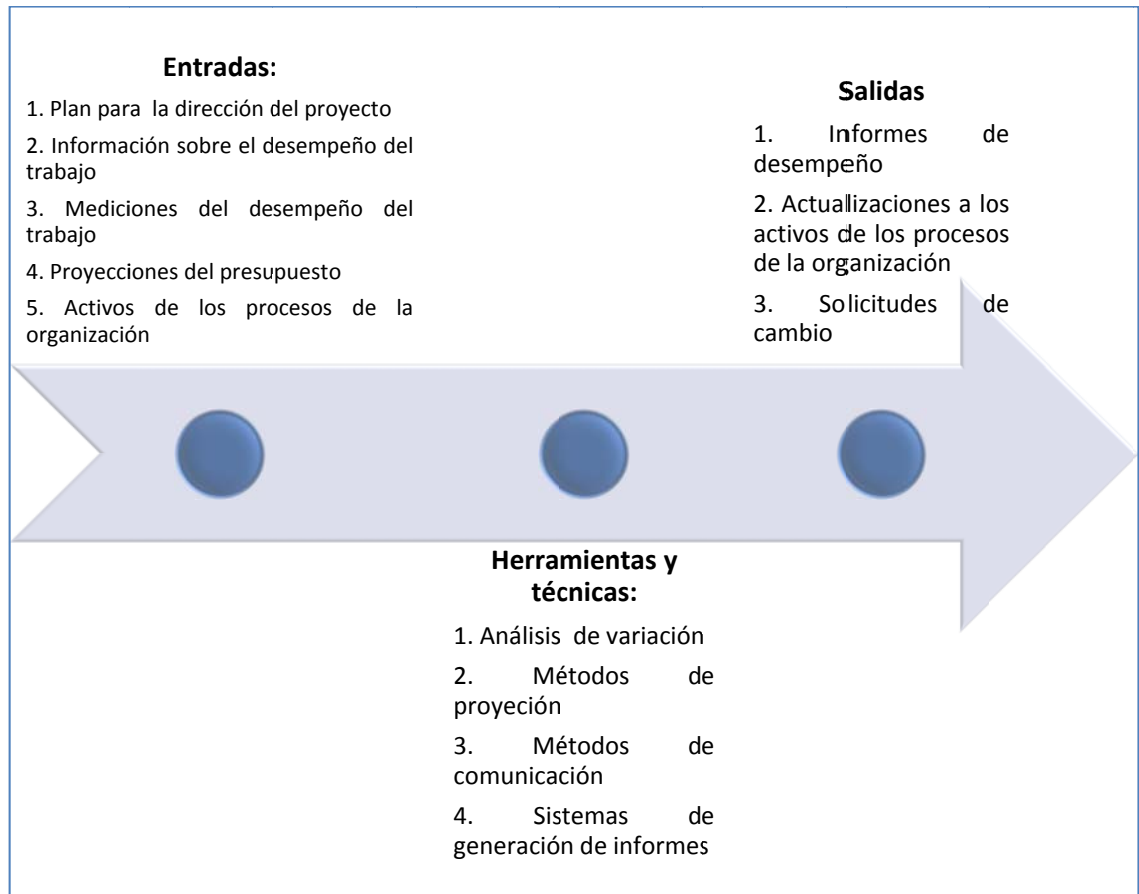 Entradas:
1. Plan para la dirección del proyecto
2. Información sobre el desempeño del
trabajo
3. Mediciones del desempeño del
trabajo
4. Proyecciones del presupuesto
5. Activos de los procesos de la
organización
Salidas
1. Informes de
desempeño
2. Actualizaciones a los
activos de los procesos
de la organización
3. Solicitudes de
cambio
Herramientas y
técnicas:
1. Análisis de variación
2. Métodos de
proyeción
3. Métodos de
comunicación
4. Sistemas de
generación de informes